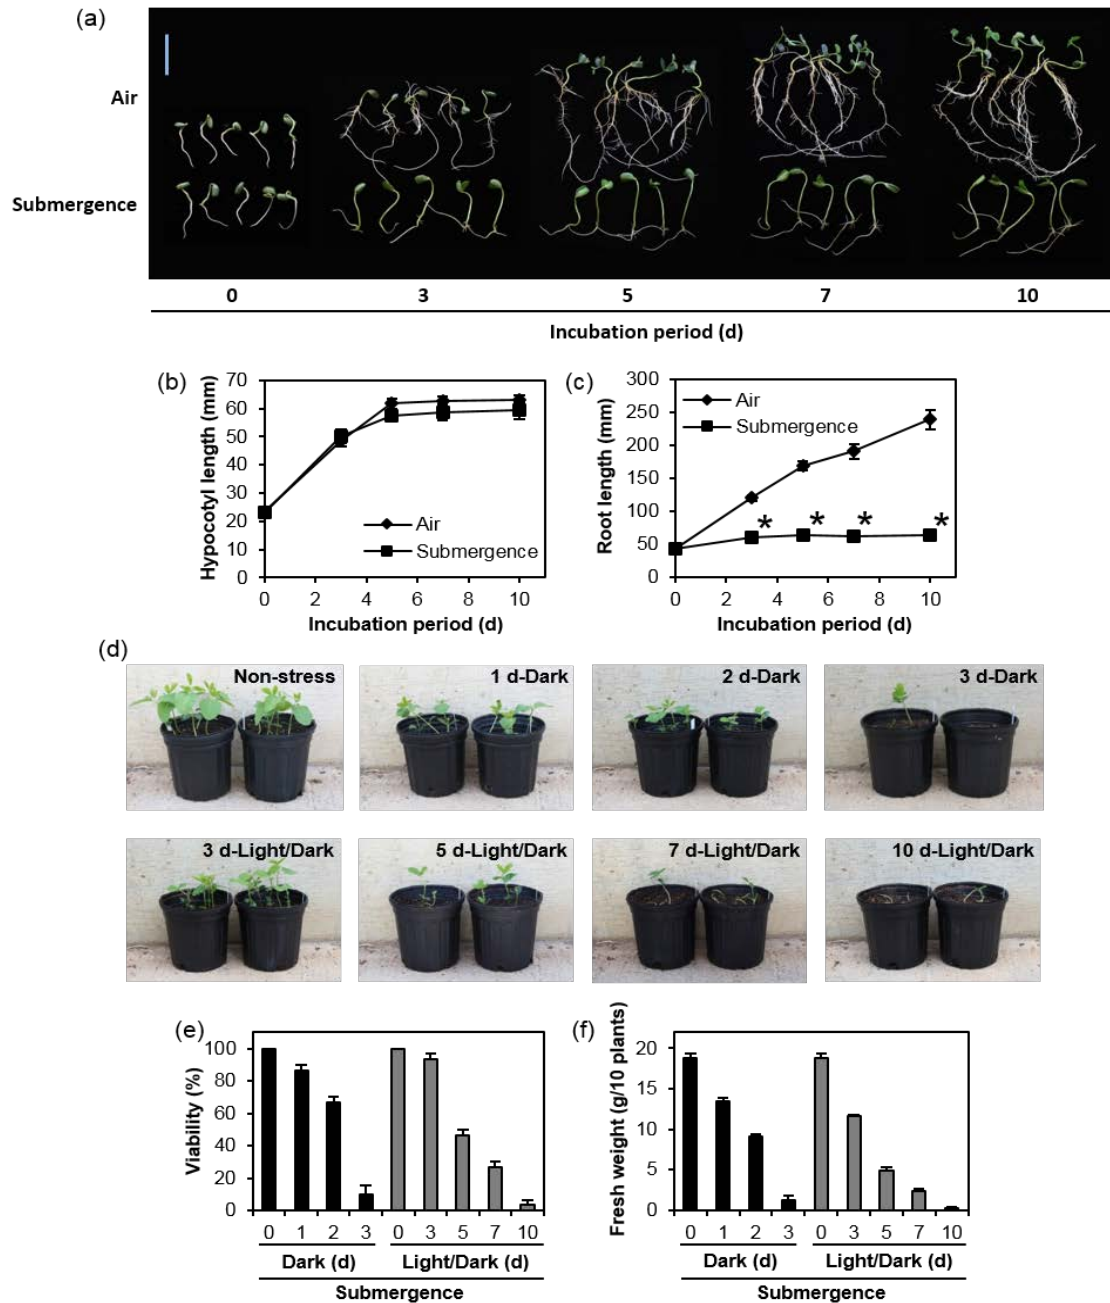 (a)
Air
Submergence
0 3 5 7 10
Incubation period (d)
(b)
Hypocotyl length (mm)
70
60
50
40
30
20
10
0
Air
Submergence
0 2 4 6 8 10
Incubation period (d)
(c)
Root length (mm)
300
250
200
150
100
50
0
Air
Submergence
* * * *
0 2 4 6 8 10
Incubation period (d)
(d)
Non-stress
1 d-Dark
2 d-Dark
3 d-Dark
3 d-Light/Dark
5 d-Light/Dark
7 d-Light/Dark
10 d-Light/Dark
(e)
Viability (%)
100
80
60
40
20
0
0 1 2 3 0 3 5 7 10
Dark (d) Light/Dark (d)
Submergence
(f)
Fresh weight (g/10 plants)
20
15
10
5
0
0 1 2 3 0 3 5 7 10
Dark (d) Light/Dark (d)
Submergence